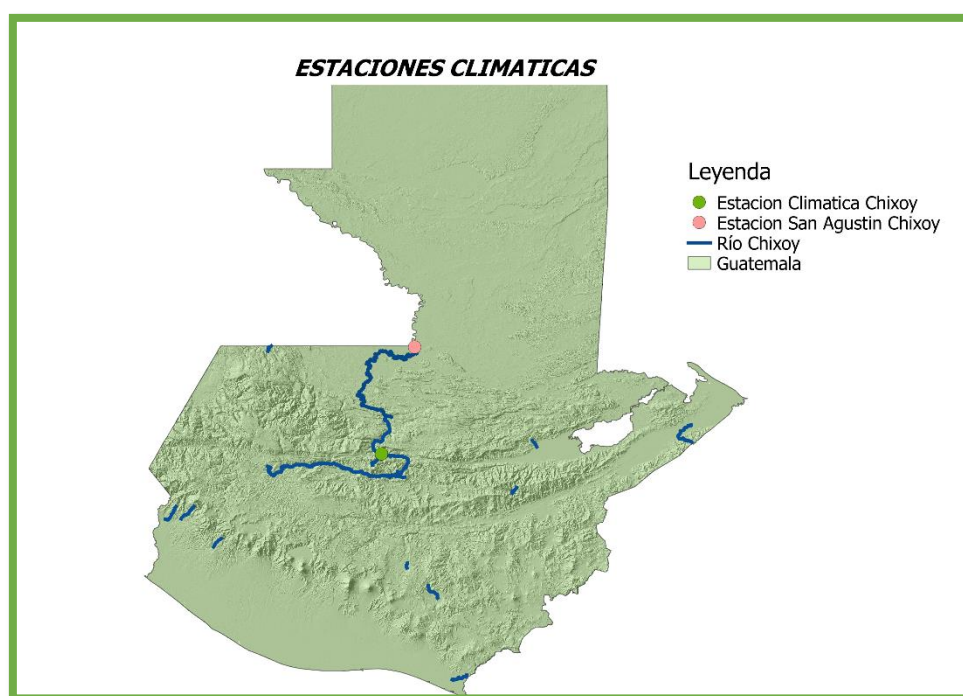 ESTACIONES CLIMATICAS
Leyenda
Estacion Climatica Chixoy
Estacion San Agustin Chixoy
Río Chixoy
Guatemala